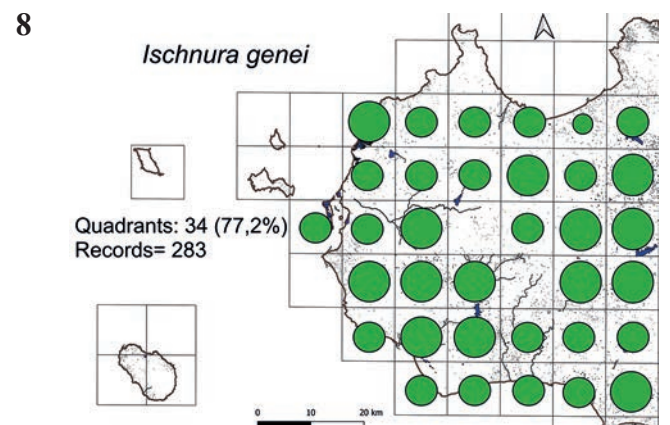 8
Ischnura genei
Quadrants: 34 (77,2%)
Records= 283
0 10 20 km